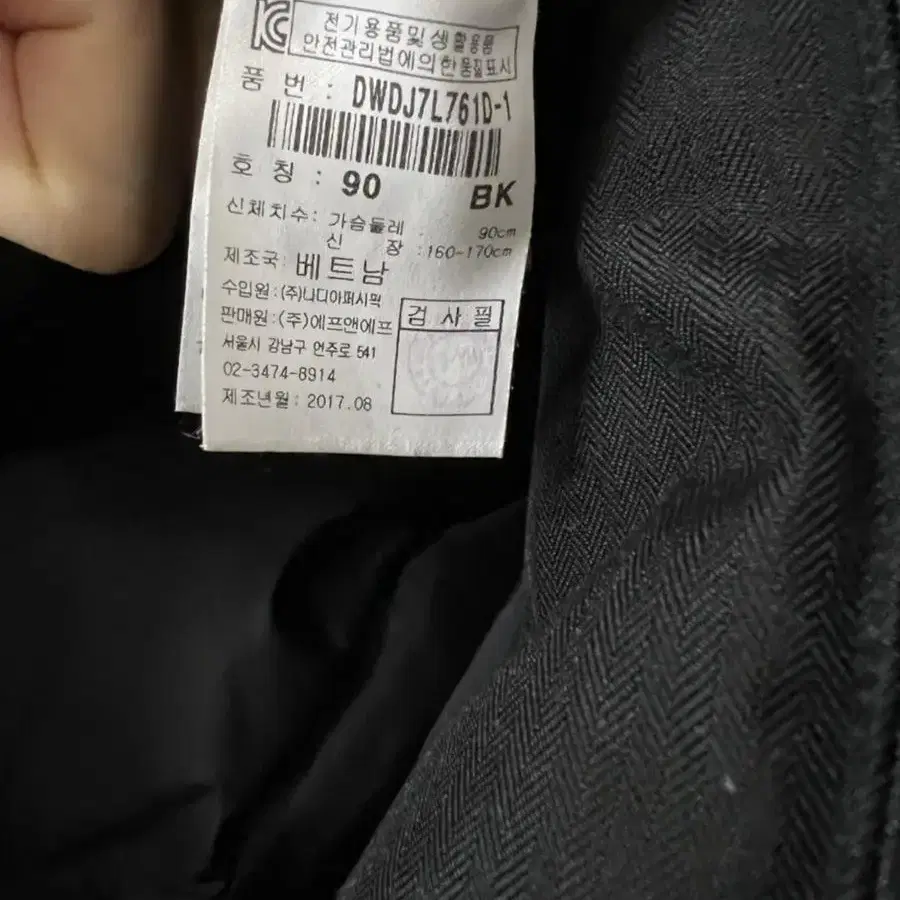 전기용품및생활용품
안전관리법에의한품질표시
품 번 : DWDJ7L761D-1
호 칭 : 90 BK
신체치수: 가슴둘레 : 90cm
신 장 :160-170cm
제조국 : 베트남
수입원 :(주)니디아퍼시픽
판매원 :(주)에프앤에프
서울시 강남구 언주로 541
02-3474-8914
제조년월 : 2017.08
검 사 필